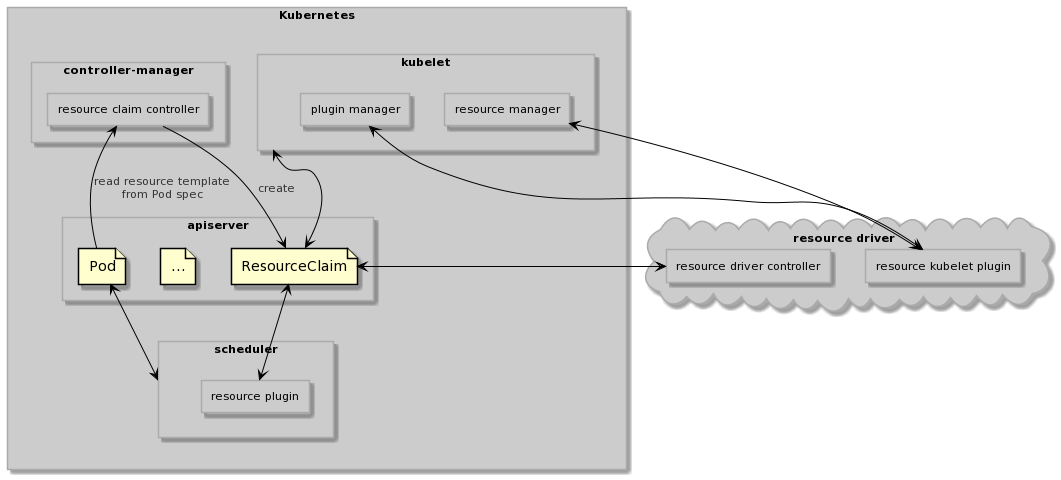 Kubernetes
controller-manager
resource claim controller
kubelet
plugin manager
resource manager
read resource template
from Pod spec
create
apiserver
Pod
...
ResourceClaim
resource driver
resource driver controller
resource kubelet plugin
scheduler
resource plugin